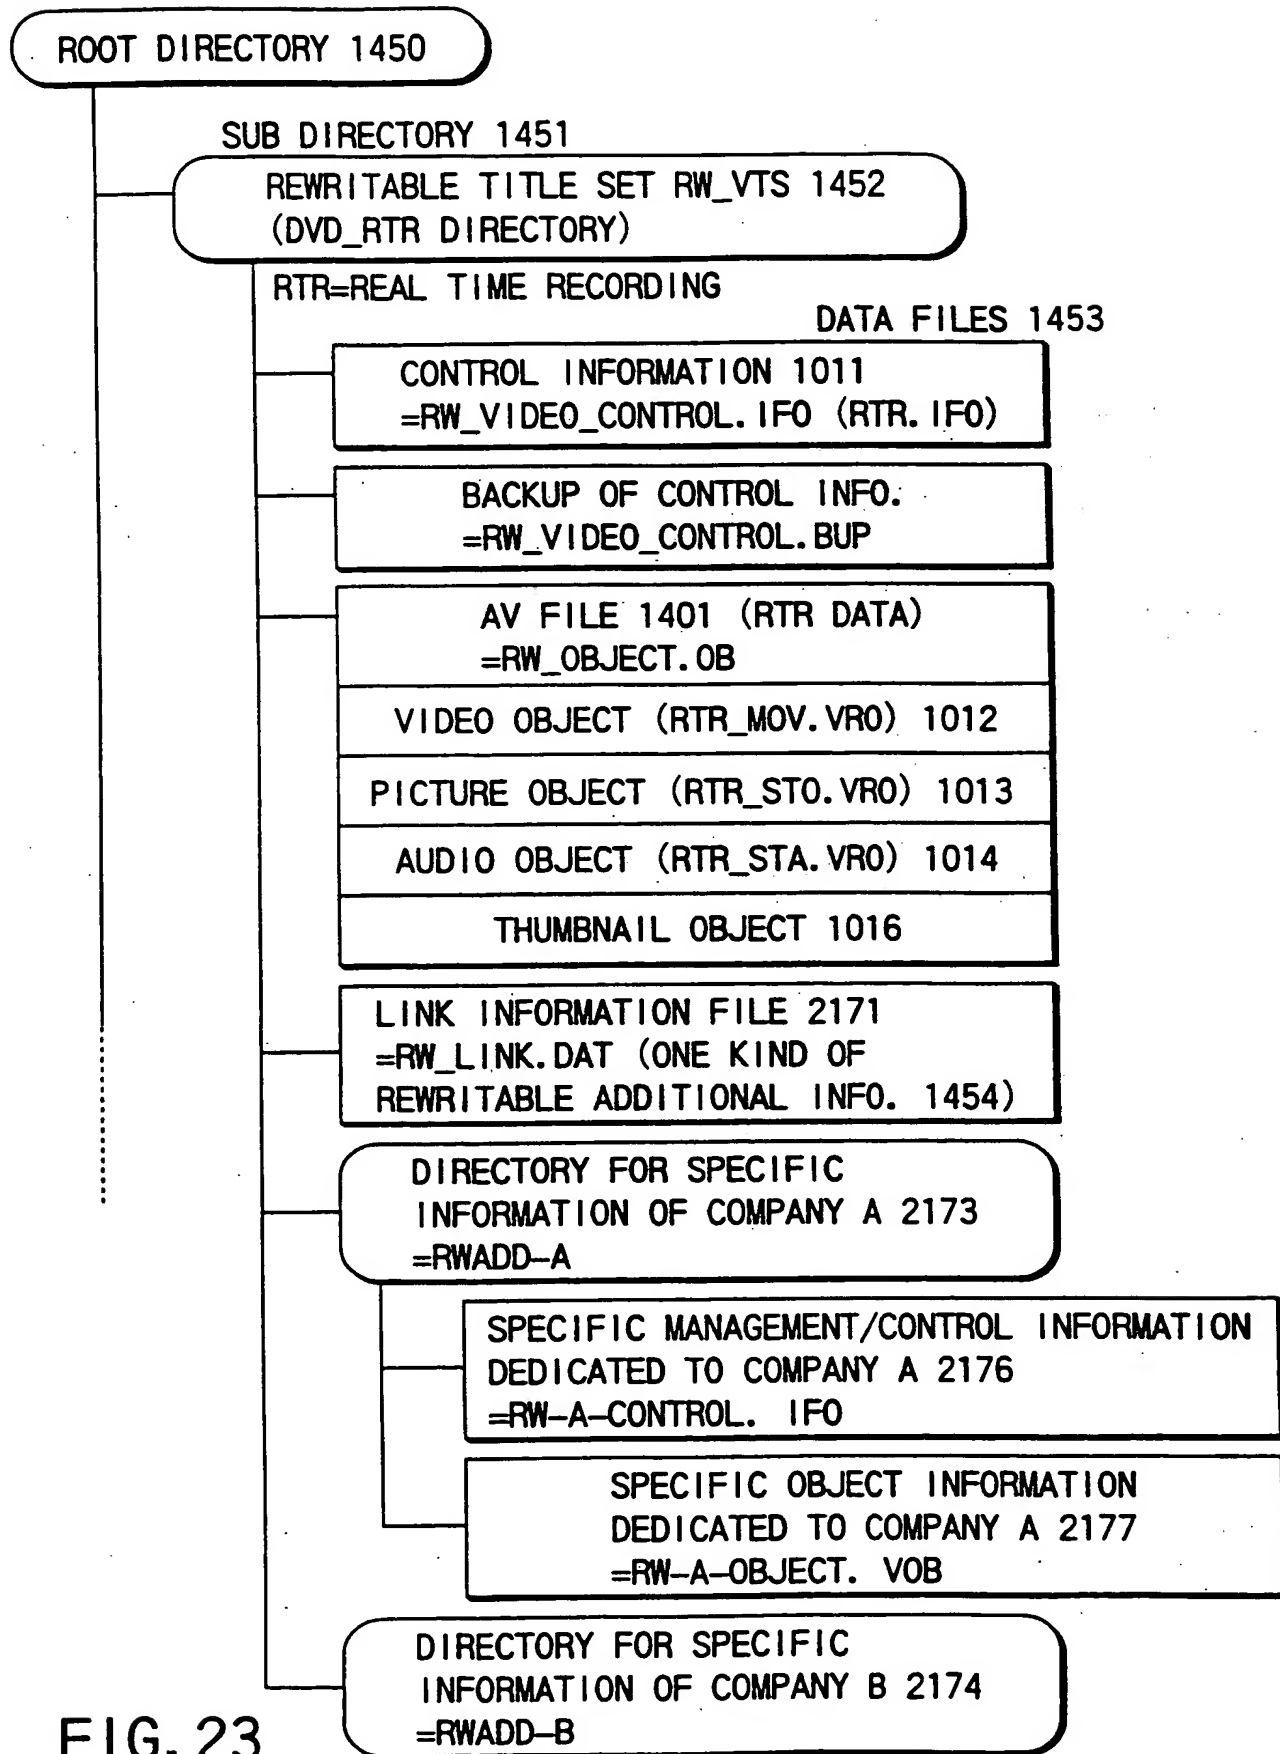 ROOT DIRECTORY 1450
SUB DIRECTORY 1451
REWRITABLE TITLE SET RW_VTS 1452
(DVD_RTR DIRECTORY)
RTR=REAL TIME RECORDING
DATA FILES 1453
CONTROL INFORMATION 1011
=RW_VIDEO_CONTROL.IFO (RTR.IFO)
BACKUP OF CONTROL INFO.
=RW_VIDEO_CONTROL.BUP
AV FILE 1401 (RTR DATA)
=RW_OBJECT.OB
VIDEO OBJECT (RTR_MOV.VRO) 1012
PICTURE OBJECT (RTR_STO.VRO) 1013
AUDIO OBJECT (RTR_STA.VRO) 1014
THUMBNAIL OBJECT 1016
LINK INFORMATION FILE 2171
=RW_LINK.DAT (ONE KIND OF
REWRITABLE ADDITIONAL INFO. 1454)
DIRECTORY FOR SPECIFIC
INFORMATION OF COMPANY A 2173
=RWADD-A
SPECIFIC MANAGEMENT/CONTROL INFORMATION
DEDICATED TO COMPANY A 2176
=RW-A-CONTROL. IFO
SPECIFIC OBJECT INFORMATION
DEDICATED TO COMPANY A 2177
=RW-A-OBJECT. VOB
DIRECTORY FOR SPECIFIC
INFORMATION OF COMPANY B 2174
=RWADD-B
FIG. 23